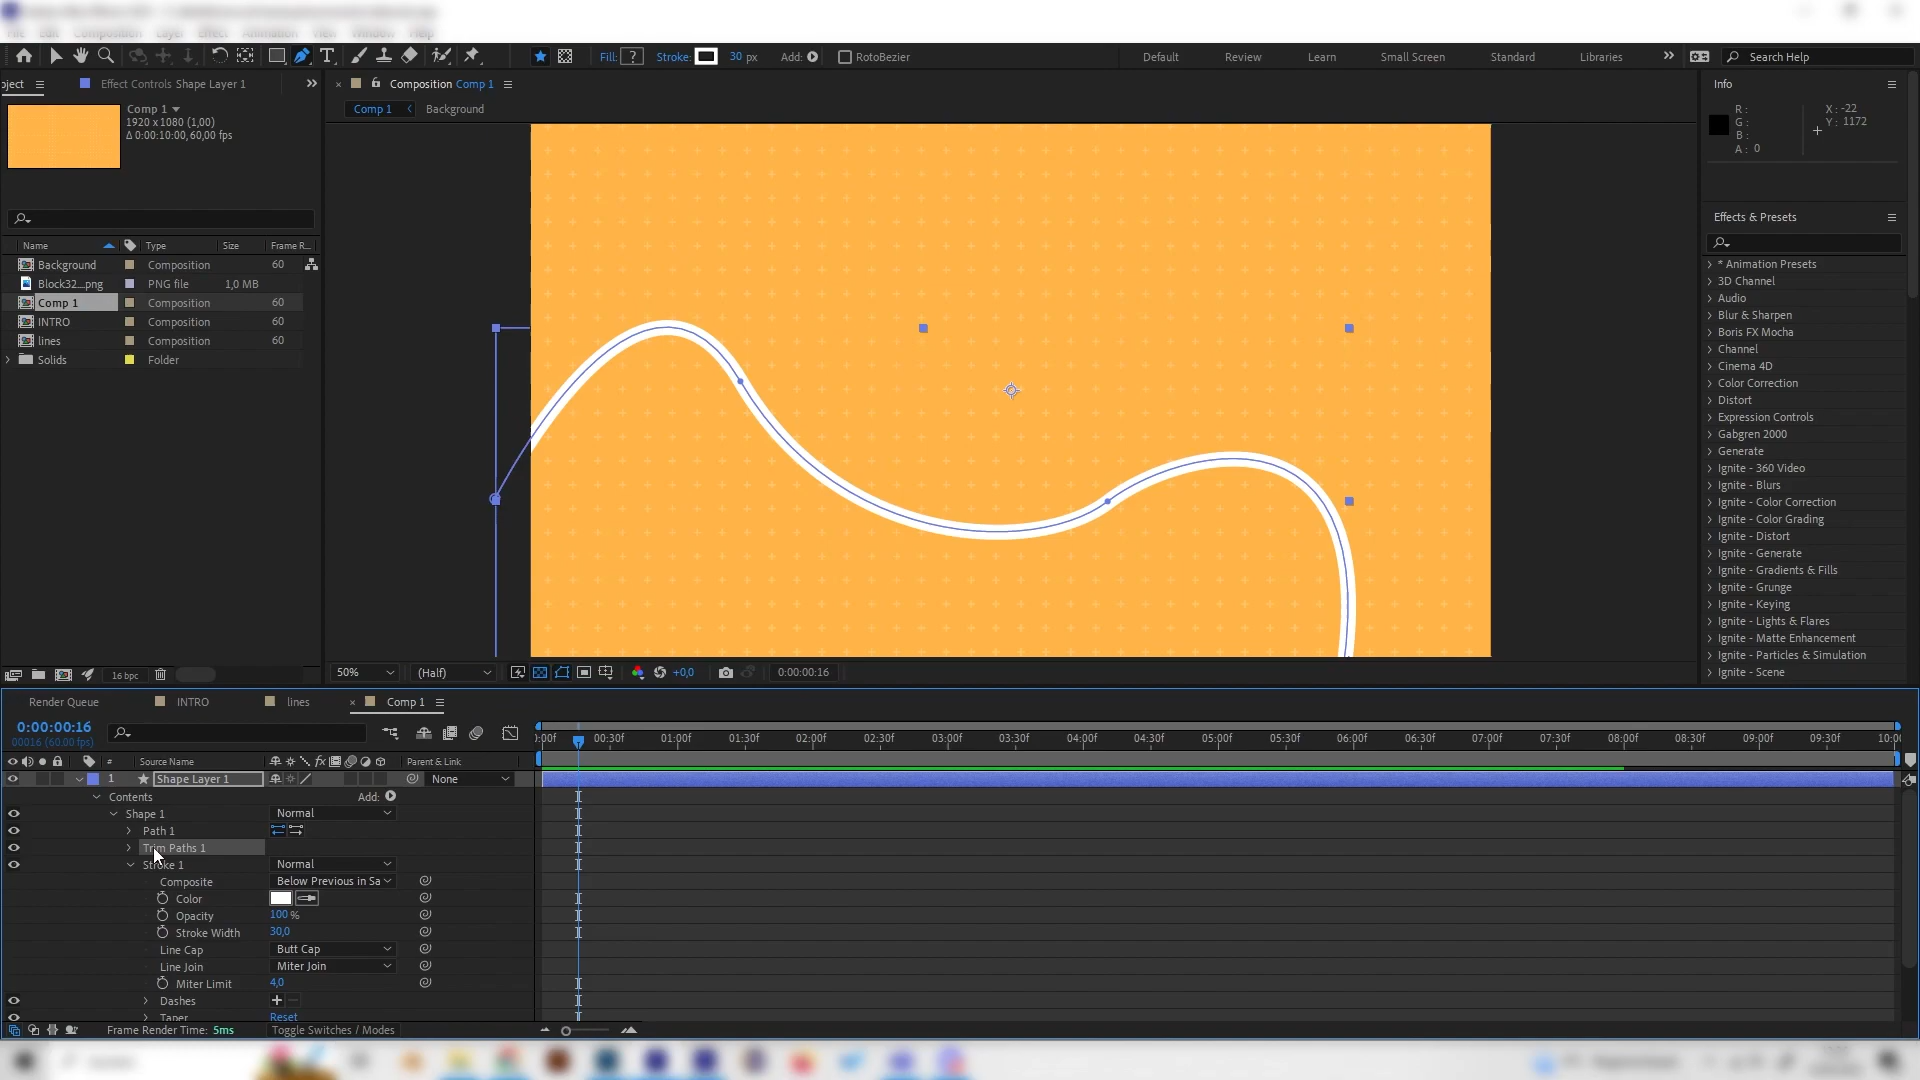 Fill: ?
Stroke:
30 px
Add:
RotoBezier
Default
Review
Learn
Small Screen
Standard
Libraries
Search Help
oject
Effect Controls Shape Layer 1
Comp 1
1920 x 1080 (1,00)
Δ 0:00:10:00, 60,00 fps
Name Type Size Frame R...
Background Composition 60
Block32...png PNG file 1,0 MB
Comp 1 Composition 60
INTRO Composition 60
lines Composition 60
Solids Folder
16 bpc
Composition Comp 1
Comp 1 Background
50%
(Half)
+0,0
0:00:00:16
Info
R:
G:
B:
A: 0
X: -22
Y: 1172
Effects & Presets
* Animation Presets
3D Channel
Audio
Blur & Sharpen
Boris FX Mocha
Channel
Cinema 4D
Color Correction
Distort
Expression Controls
Gabgren 2000
Generate
Ignite - 360 Video
Ignite - Blurs
Ignite - Color Correction
Ignite - Color Grading
Ignite - Distort
Ignite - Generate
Ignite - Gradients & Fills
Ignite - Grunge
Ignite - Keying
Ignite - Lights & Flares
Ignite - Matte Enhancement
Ignite - Particles & Simulation
Ignite - Scene
Render Queue
INTRO
lines
Comp 1
0:00:00:16
00016 (60.00 fps)
# Source Name Parent & Link
1 Shape Layer 1 None
Contents Add:
Shape 1 Normal
Path 1
Trim Paths 1
Stroke 1 Normal
Composite Below Previous in Sa
Color
Opacity 100 %
Stroke Width 30,0
Line Cap Butt Cap
Line Join Miter Join
Miter Limit 4,0
Dashes
Taper Reset
Frame Render Time: 5ms
Toggle Switches / Modes
):00f 00:30f 01:00f 01:30f 02:00f 02:30f 03:00f 03:30f 04:00f 04:30f 05:00f 05:30f 06:00f 06:30f 07:00f 07:30f 08:00f 08:30f 09:00f 09:30f 10:00